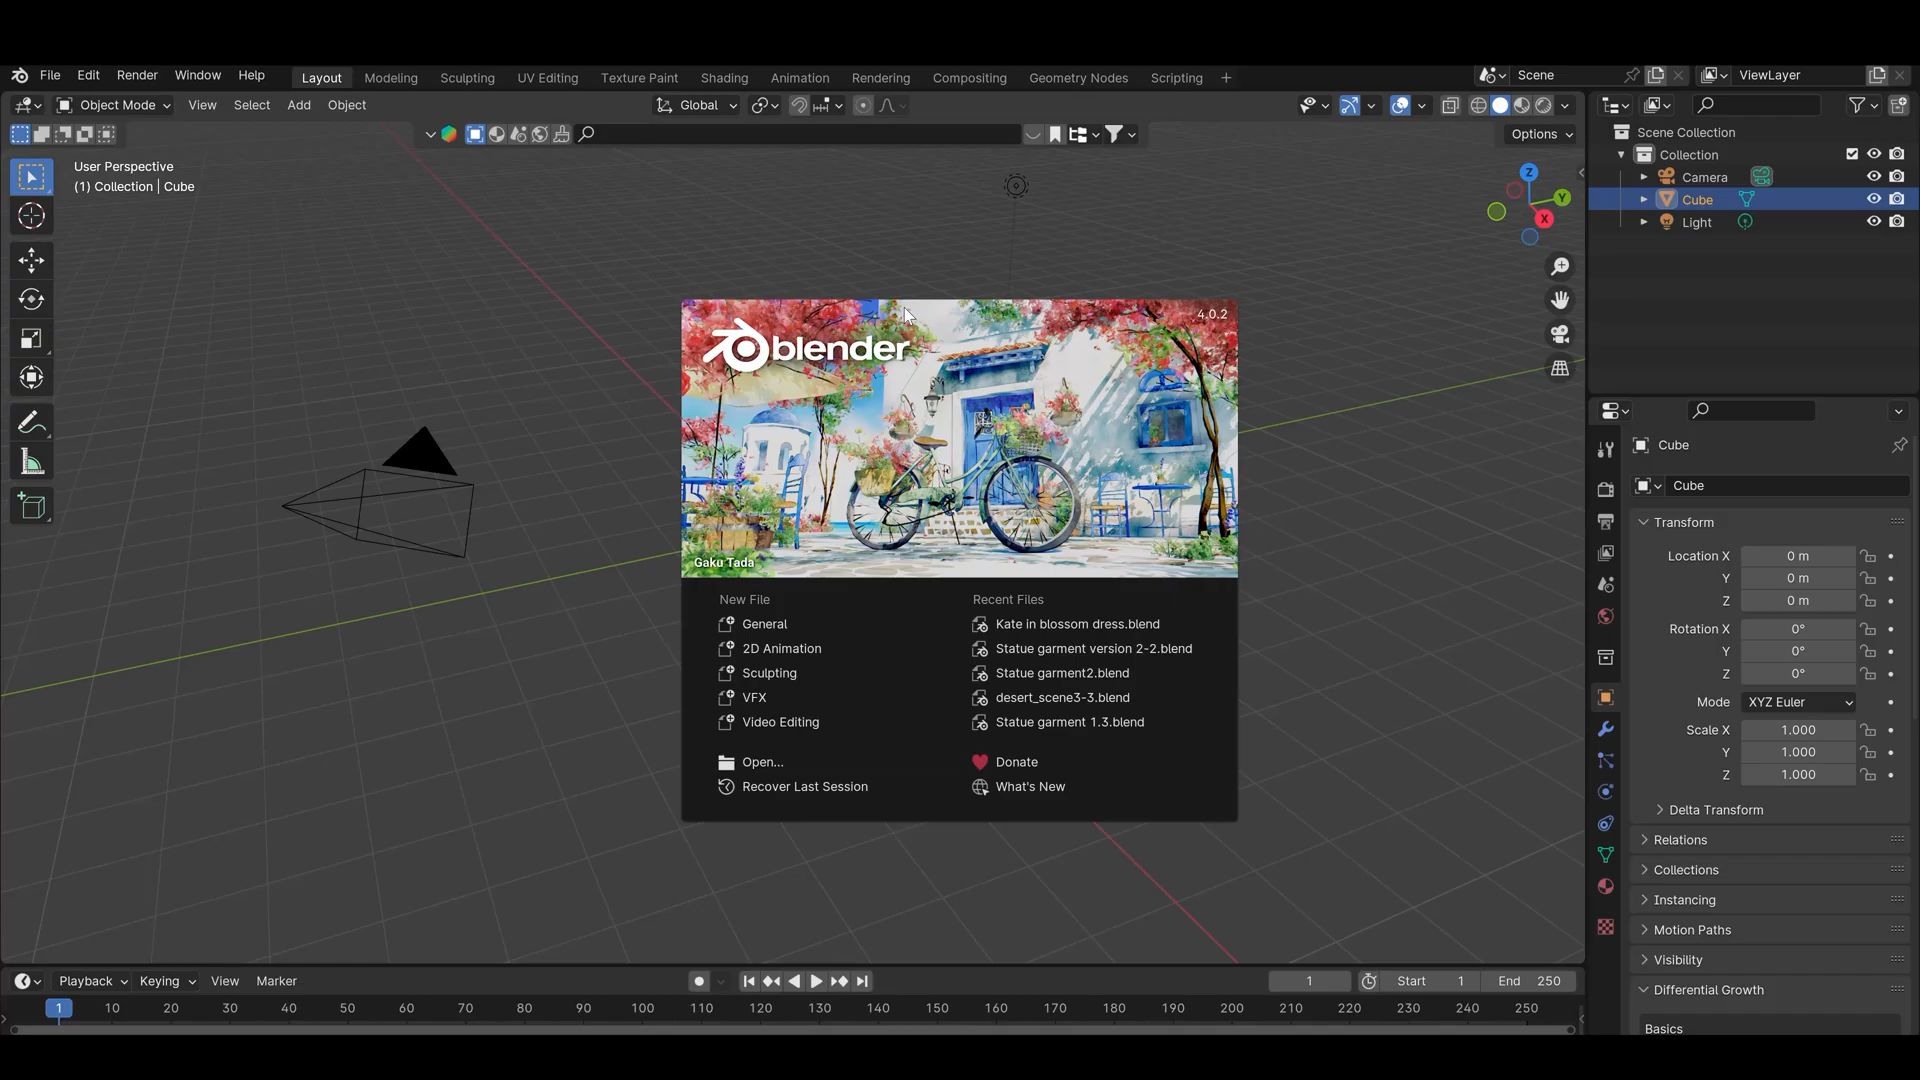 File Edit Render Window Help Layout Modeling Sculpting UV Editing Texture Paint Shading Animation Rendering Compositing Geometry Nodes Scripting + Scene ViewLayer
Object Mode View Select Add Object Global
Options
User Perspective
(1) Collection | Cube
Z
Y
X
Scene Collection
Collection
Camera
Cube
Light
blender
4.0.2
Gaku Tada
New File
General
2D Animation
Sculpting
VFX
Video Editing
Open...
Recover Last Session
Recent Files
Kate in blossom dress.blend
Statue garment version 2-2.blend
Statue garment2.blend
desert_scene3-3.blend
Statue garment 1.3.blend
Donate
What's New
Cube
Cube
Transform
Location X 0 m
Y 0 m
Z 0 m
Rotation X 0°
Y 0°
Z 0°
Mode XYZ Euler
Scale X 1.000
Y 1.000
Z 1.000
Delta Transform
Relations
Collections
Instancing
Motion Paths
Visibility
Differential Growth
Basics
Playback Keying View Marker 1 Start 1 End 250
1 10 20 30 40 50 60 70 80 90 100 110 120 130 140 150 160 170 180 190 200 210 220 230 240 250